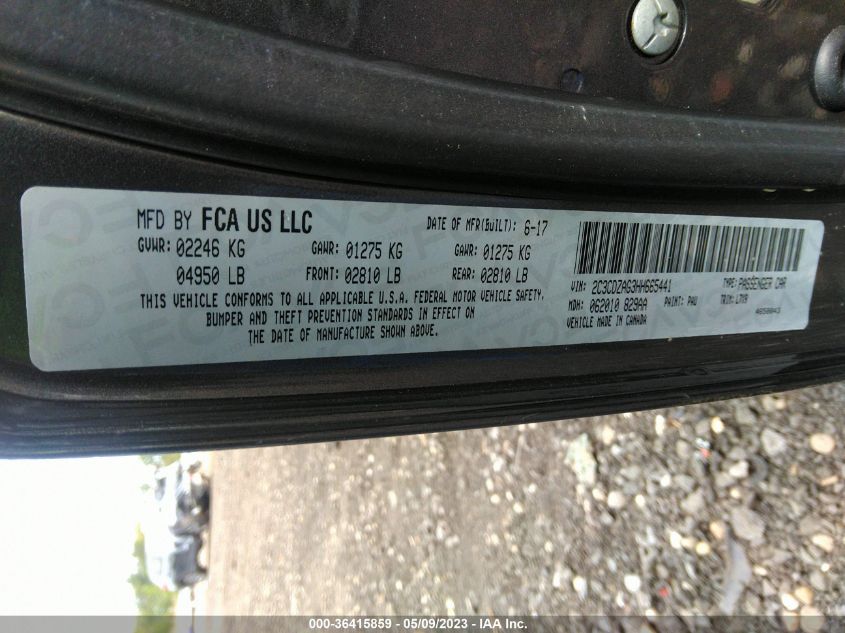 MFD BY FCA US LLC DATE OF MFR(BUILT): 6-17
GVWR: 02246 KG GAWR: 01275 KG GAWR: 01275 KG
04950 LB FRONT: 02810 LB REAR: 02810 LB
THIS VEHICLE CONFORMS TO ALL APPLICABLE U.S.A. FEDERAL MOTOR VEHICLE SAFETY,
BUMPER AND THEFT PREVENTION STANDARDS IN EFFECT ON
THE DATE OF MANUFACTURE SHOWN ABOVE.
VIN: 2C3CDZAG3HH665441 TYPE: PASSENGER CAR
MDH: 062010 829AA PAINT: PAU TRIM: L7X9
VEHICLE MADE IN CANADA
000-36415859 - 05/09/2023 - IAA Inc.